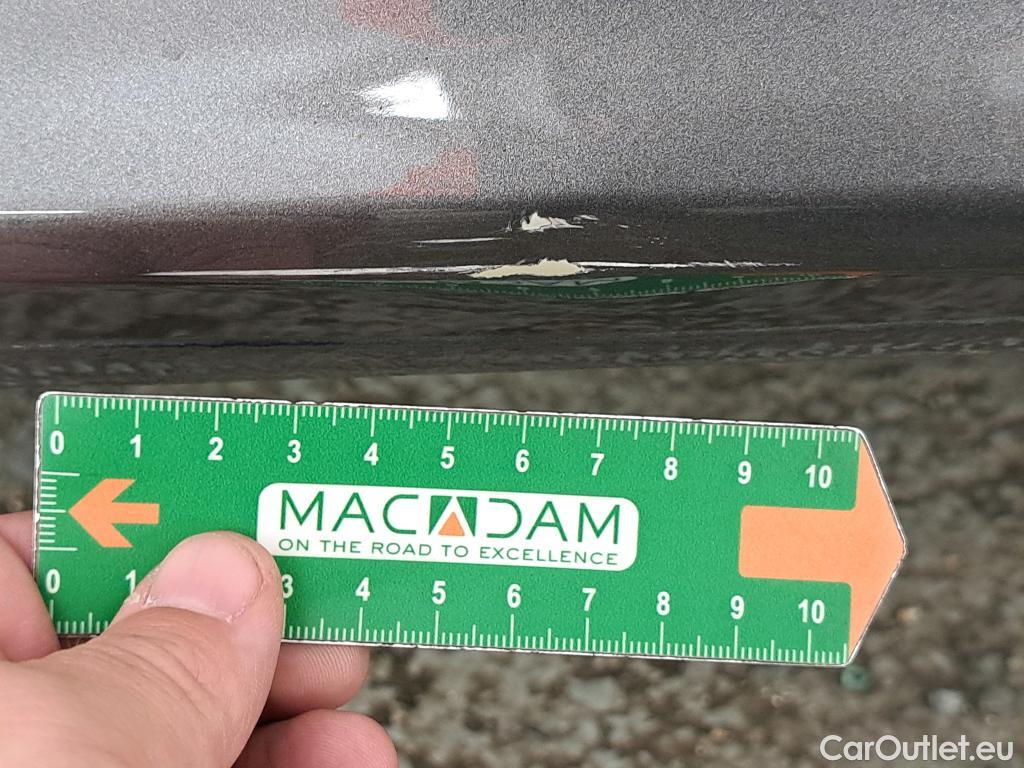 0 1 2 3 4 5 6 7 8 9 10
MACADAM
ON THE ROAD TO EXCELLENCE
0 1 3 4 5 6 7 8 9 10
CarOutlet.eu